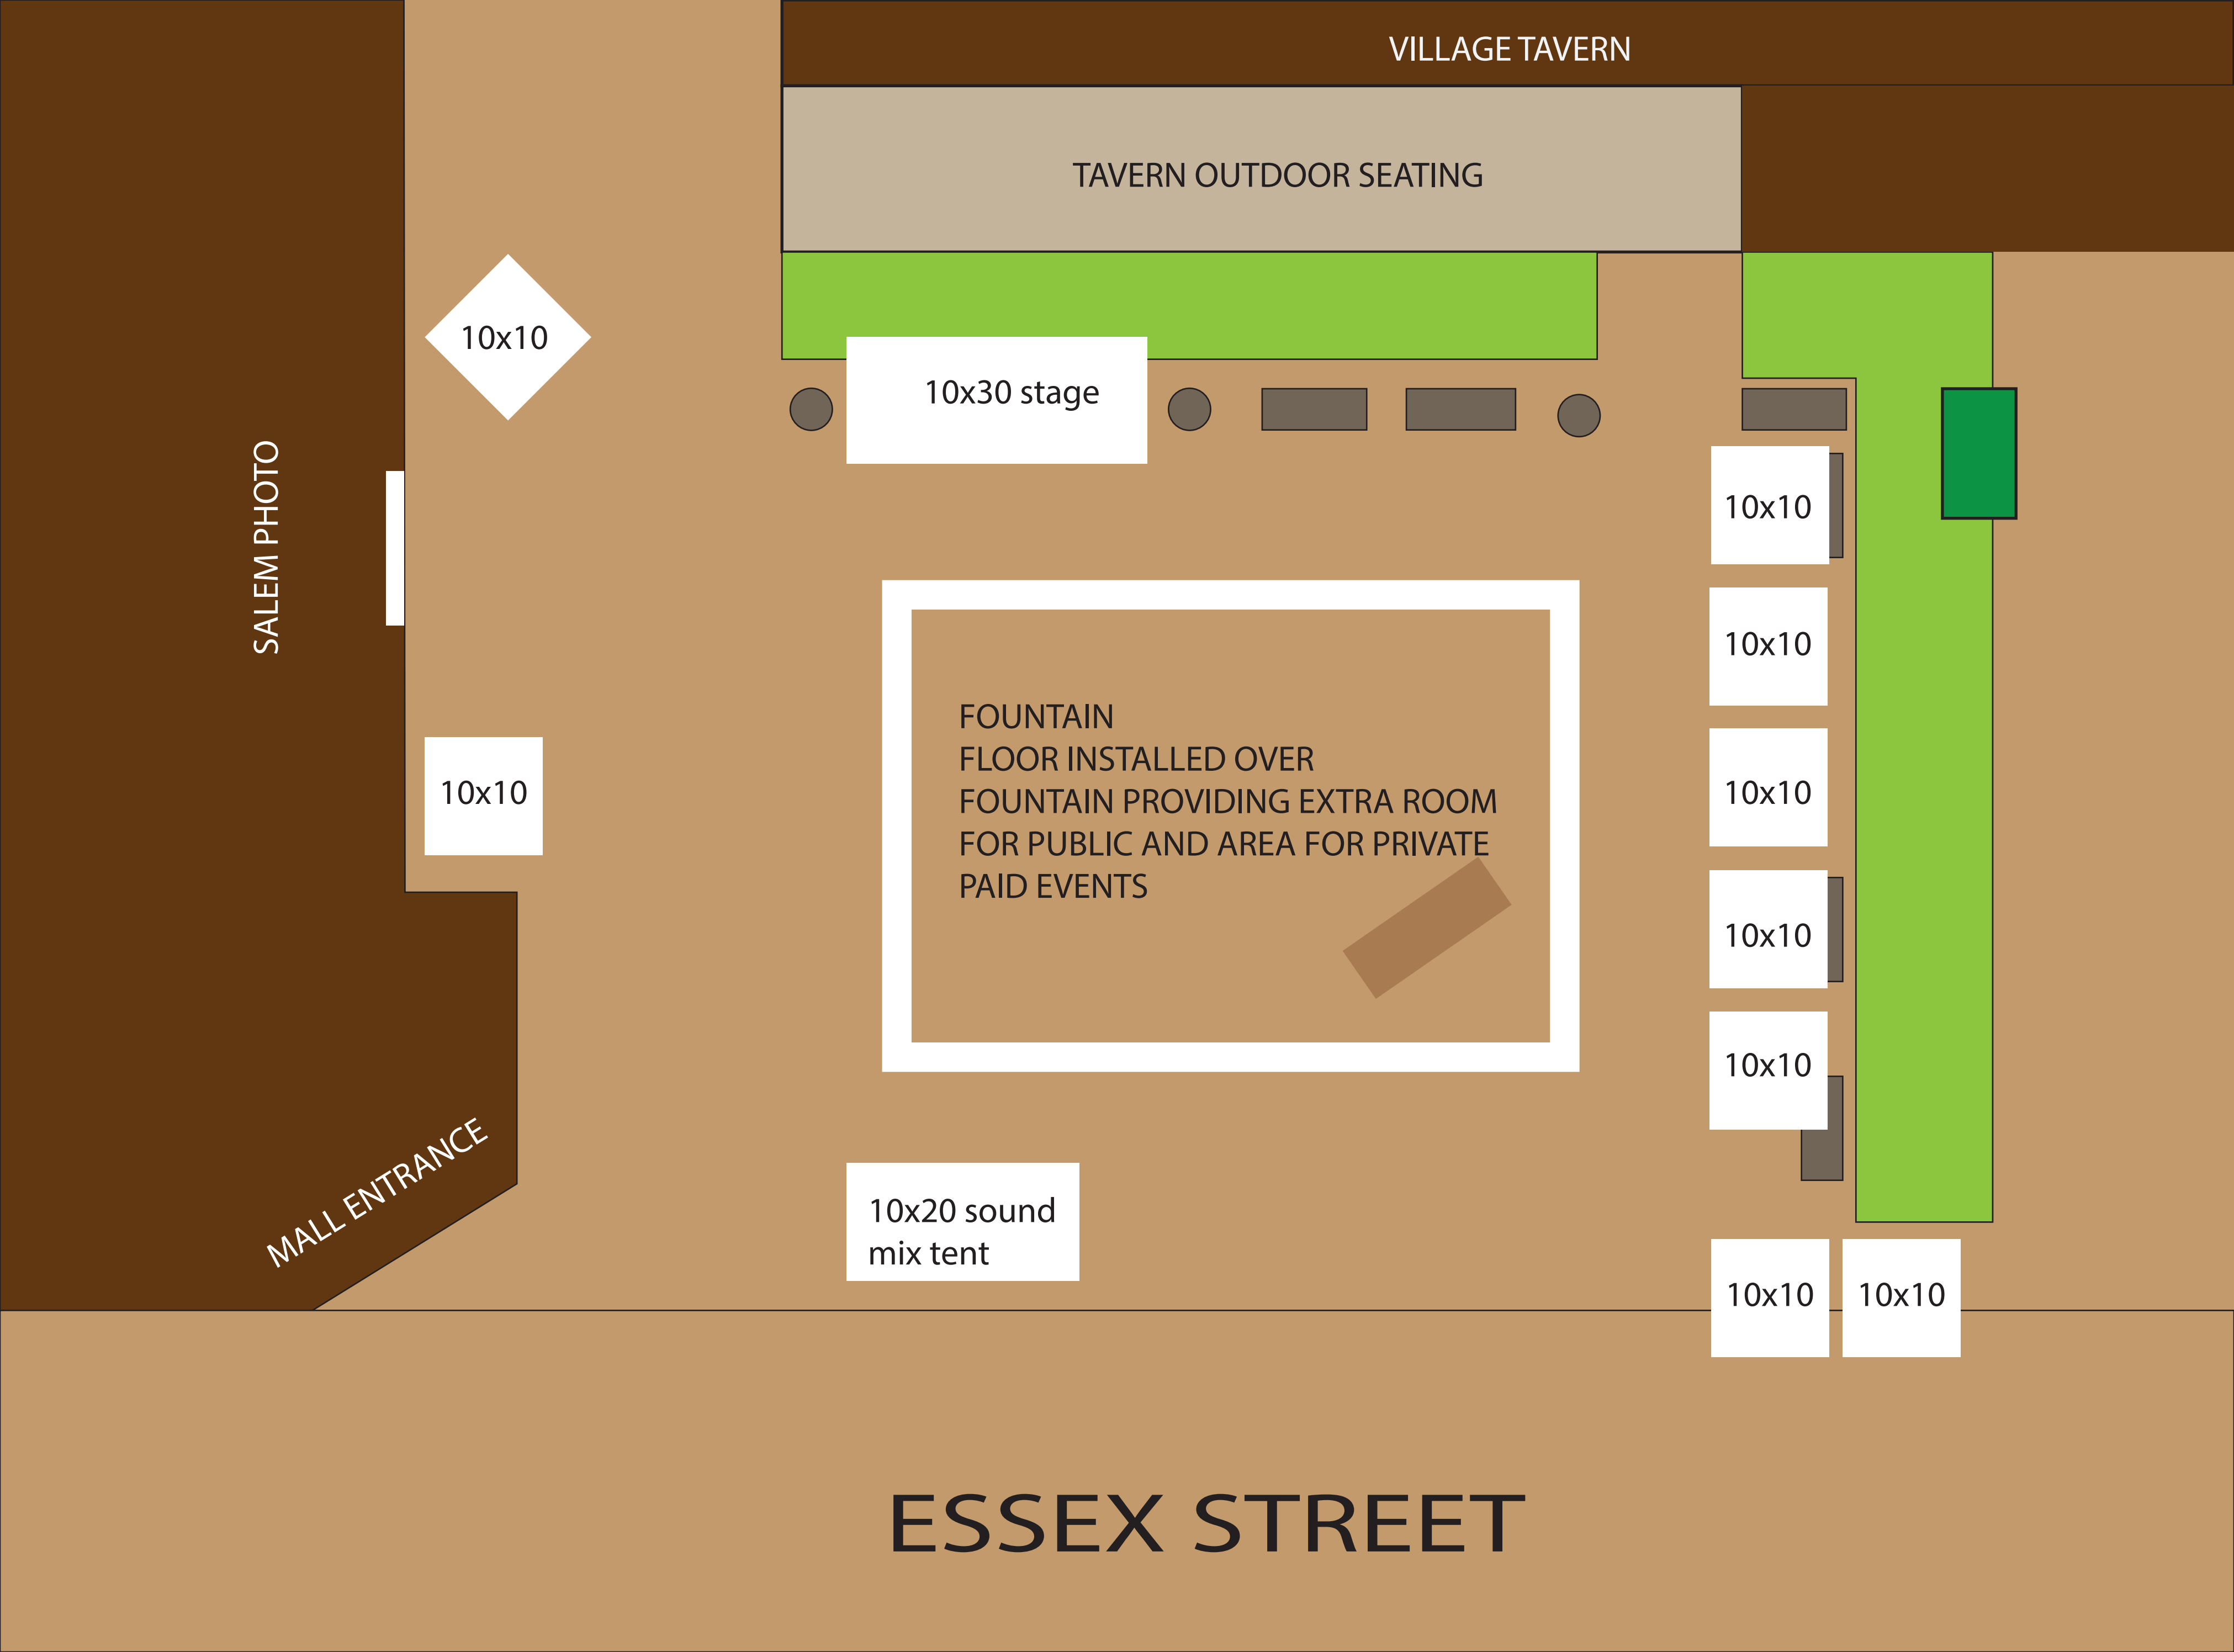 VILLAGE TAVERN
TAVERN OUTDOOR SEATING
10x10
10x30 stage
SALEM PHOTO
10x10
10x10
FOUNTAIN
FLOOR INSTALLED OVER
FOUNTAIN PROVIDING EXTRA ROOM
FOR PUBLIC AND AREA FOR PRIVATE
PAID EVENTS
10x10
10x10
10x10
10x10
MALL ENTRANCE
10x20 sound
mix tent
10x10
10x10
ESSEX STREET